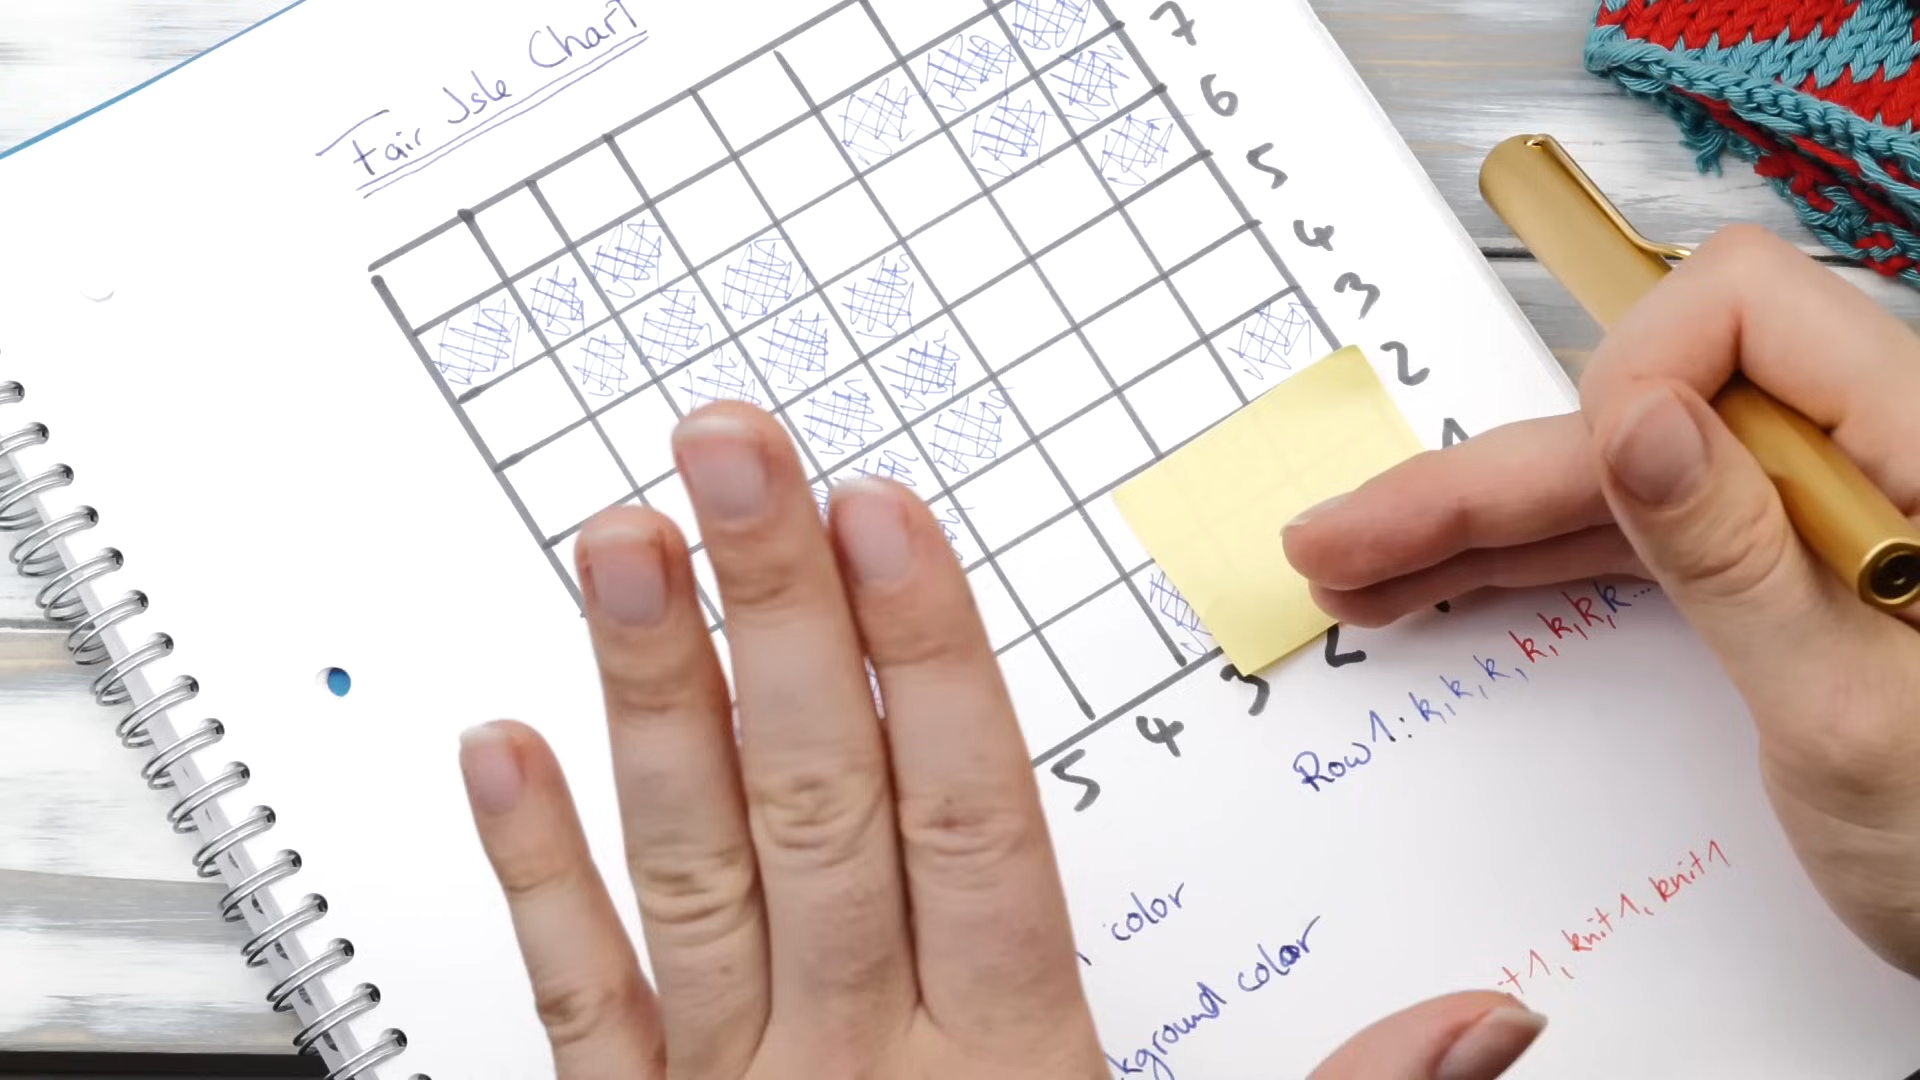 Fair Isle Chart
7
6
5
4
3
2
1
2
3
4
5
Row 1: k, k, k, k, k, k, k...
color
color
knit 1, knit 1